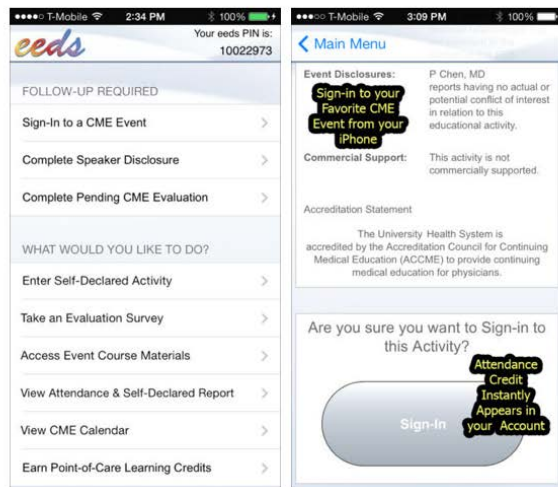 T-Mobile 2:34 PM 100%
eeds
Your eeds PIN is:
10022973
FOLLOW-UP REQUIRED
Sign-In to a CME Event
Complete Speaker Disclosure
Complete Pending CME Evaluation
WHAT WOULD YOU LIKE TO DO?
Enter Self-Declared Activity
Take an Evaluation Survey
Access Event Course Materials
View Attendance & Self-Declared Report
View CME Calendar
Earn Point-of-Care Learning Credits
T-Mobile 3:09 PM 100%
Main Menu
Event Disclosures:
P Chen, MD
reports having no actual or
potential conflict of interest
in relation to this
educational activity.
Sign-in to your
Favorite CME
Event from your
iPhone
Commercial Support:
This activity is not
commercially supported.
Accreditation Statement
The University Health System is
accredited by the Accreditation Council for Continuing
Medical Education (ACCME) to provide continuing
medical education for physicians.
Are you sure you want to Sign-in to
this Activity?
Sign-In
Attendance
Credit
Instantly
Appears in
your Account